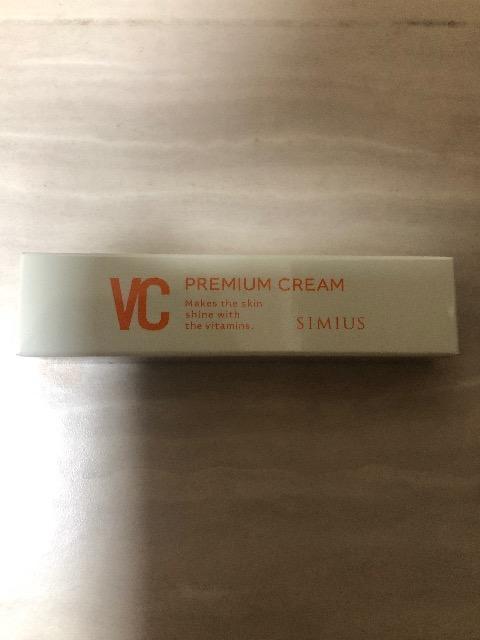 VC
PREMIUM CREAM
Makes the skin
shine with
the vitamins.
SIMIUS